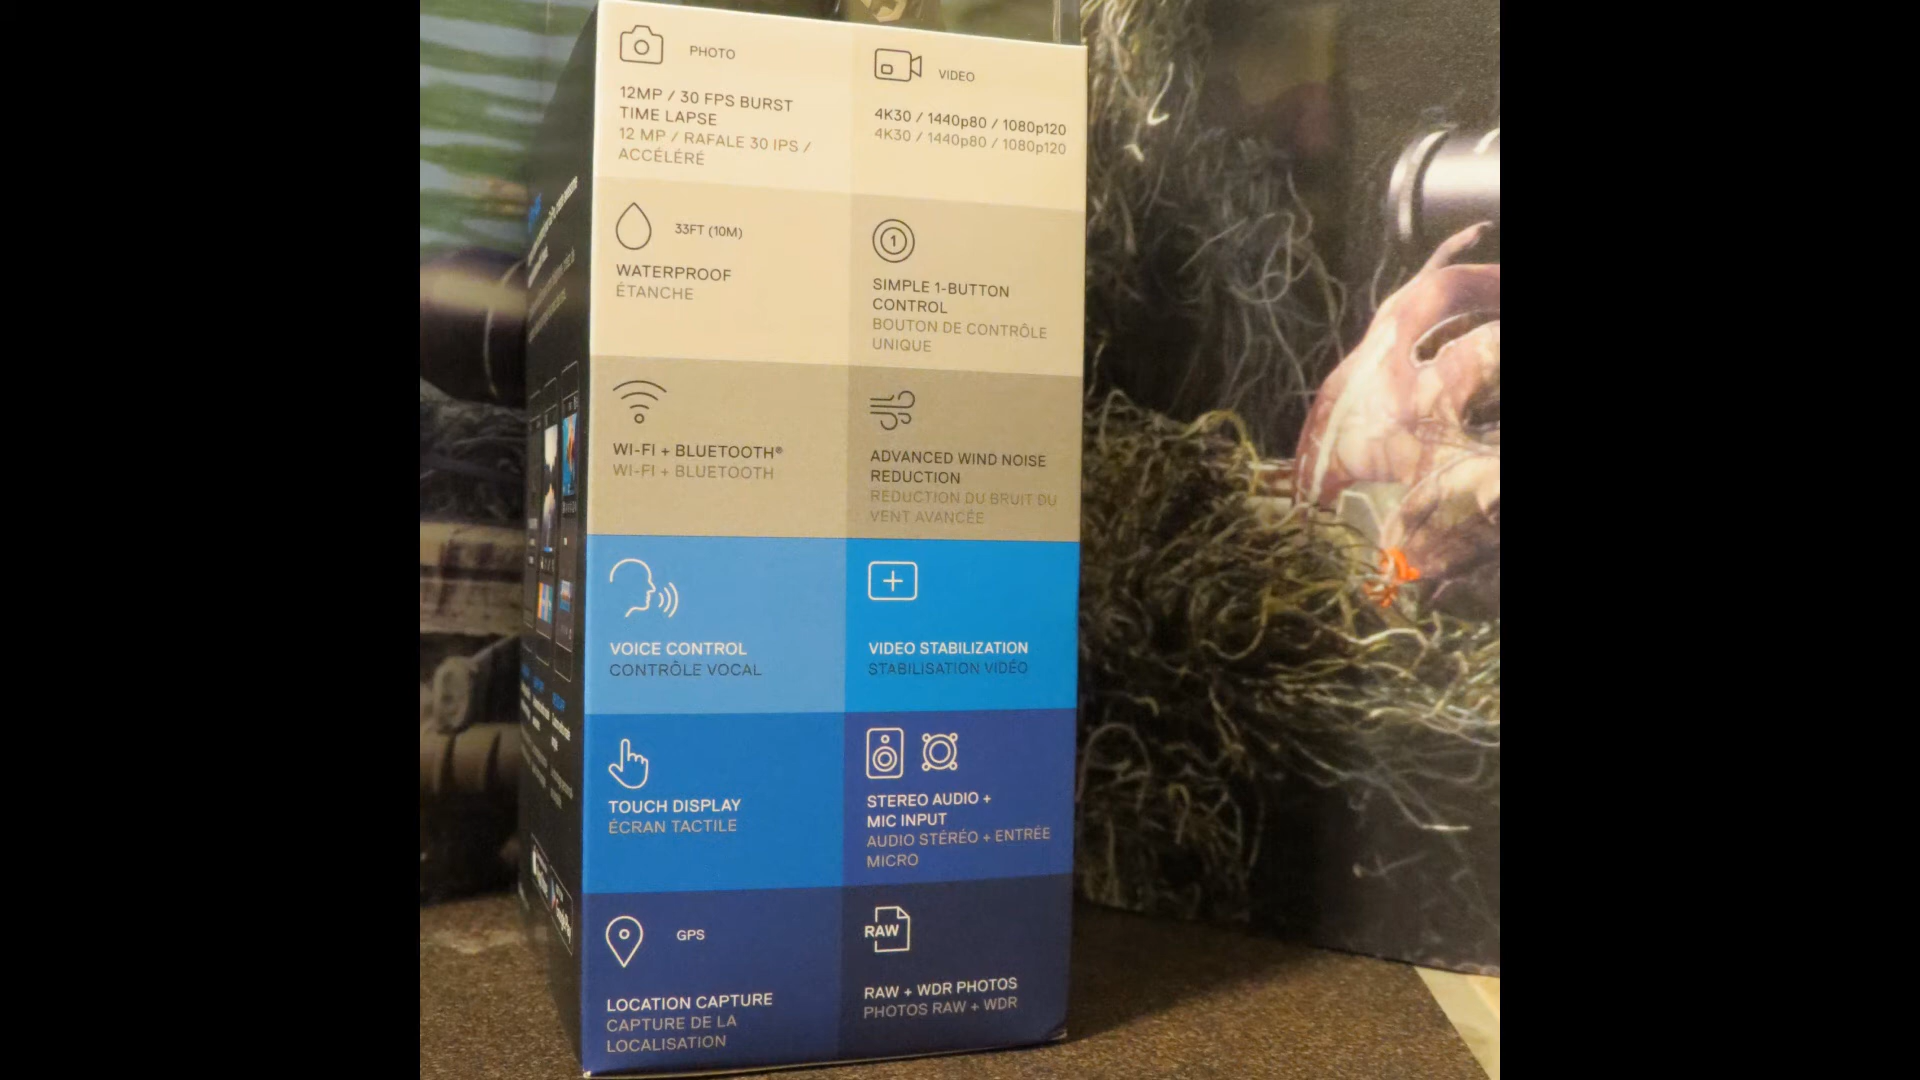 PHOTO
12MP / 30 FPS BURST
TIME LAPSE
12 MP / RAFALE 30 IPS /
ACCÉLÉRÉ
VIDEO
4K30 / 1440p80 / 1080p120
4K30 / 1440p80 / 1080p120
33FT (10M)
WATERPROOF
ÉTANCHE
1
SIMPLE 1-BUTTON
CONTROL
BOUTON DE CONTRÔLE
UNIQUE
WI-FI + BLUETOOTH®
WI-FI + BLUETOOTH
ADVANCED WIND NOISE
REDUCTION
RÉDUCTION DU BRUIT DU
VENT AVANCÉE
VOICE CONTROL
CONTRÔLE VOCAL
VIDEO STABILIZATION
STABILISATION VIDÉO
TOUCH DISPLAY
ÉCRAN TACTILE
STEREO AUDIO +
MIC INPUT
AUDIO STÉRÉO + ENTRÉE
MICRO
GPS
LOCATION CAPTURE
CAPTURE DE LA
LOCALISATION
RAW
RAW + WDR PHOTOS
PHOTOS RAW + WDR